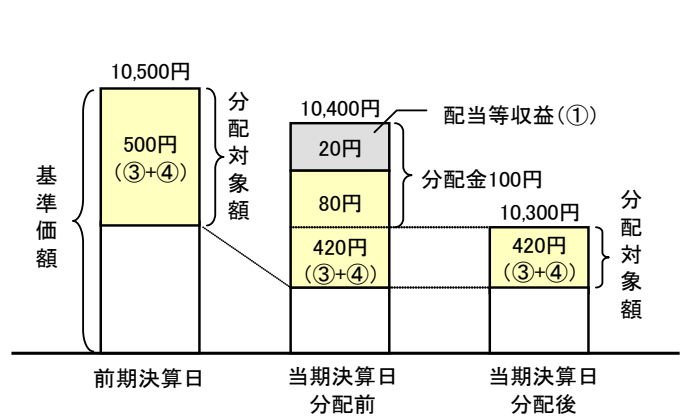 10,500円
500円
(③+④)
分配対象額
基準価額
前期決算日
10,400円
配当等収益(①)
20円
分配金100円
80円
420円
(③+④)
当期決算日
分配前
10,300円
420円
(③+④)
分配対象額
当期決算日
分配後